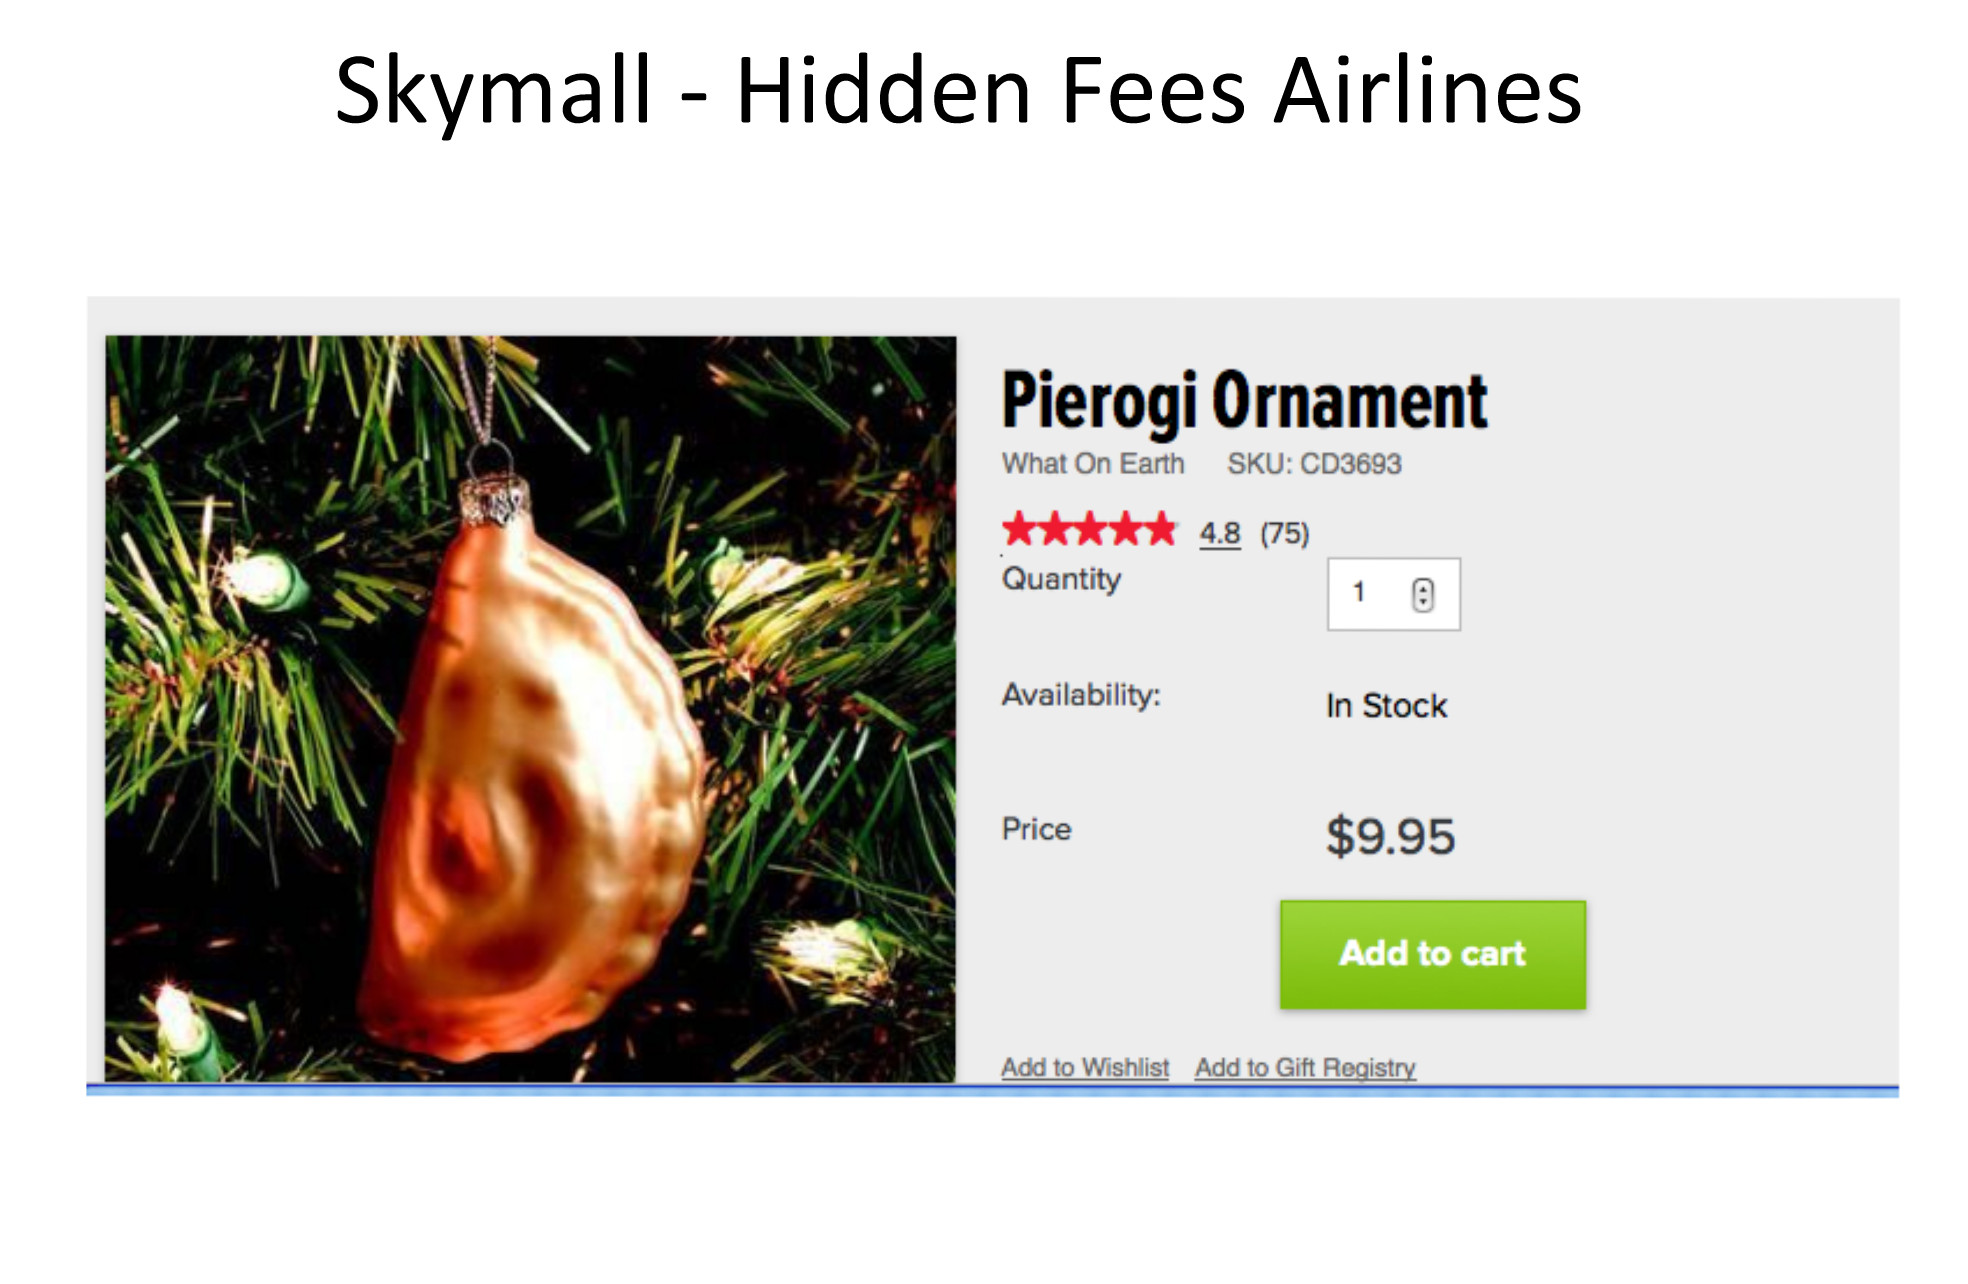 Skymall - Hidden Fees Airlines
Pierogi Ornament
What On Earth SKU: CD3693
4.8 (75)
Quantity 1
Availability: In Stock
Price $9.95
Add to cart
Add to Wishlist Add to Gift Registry